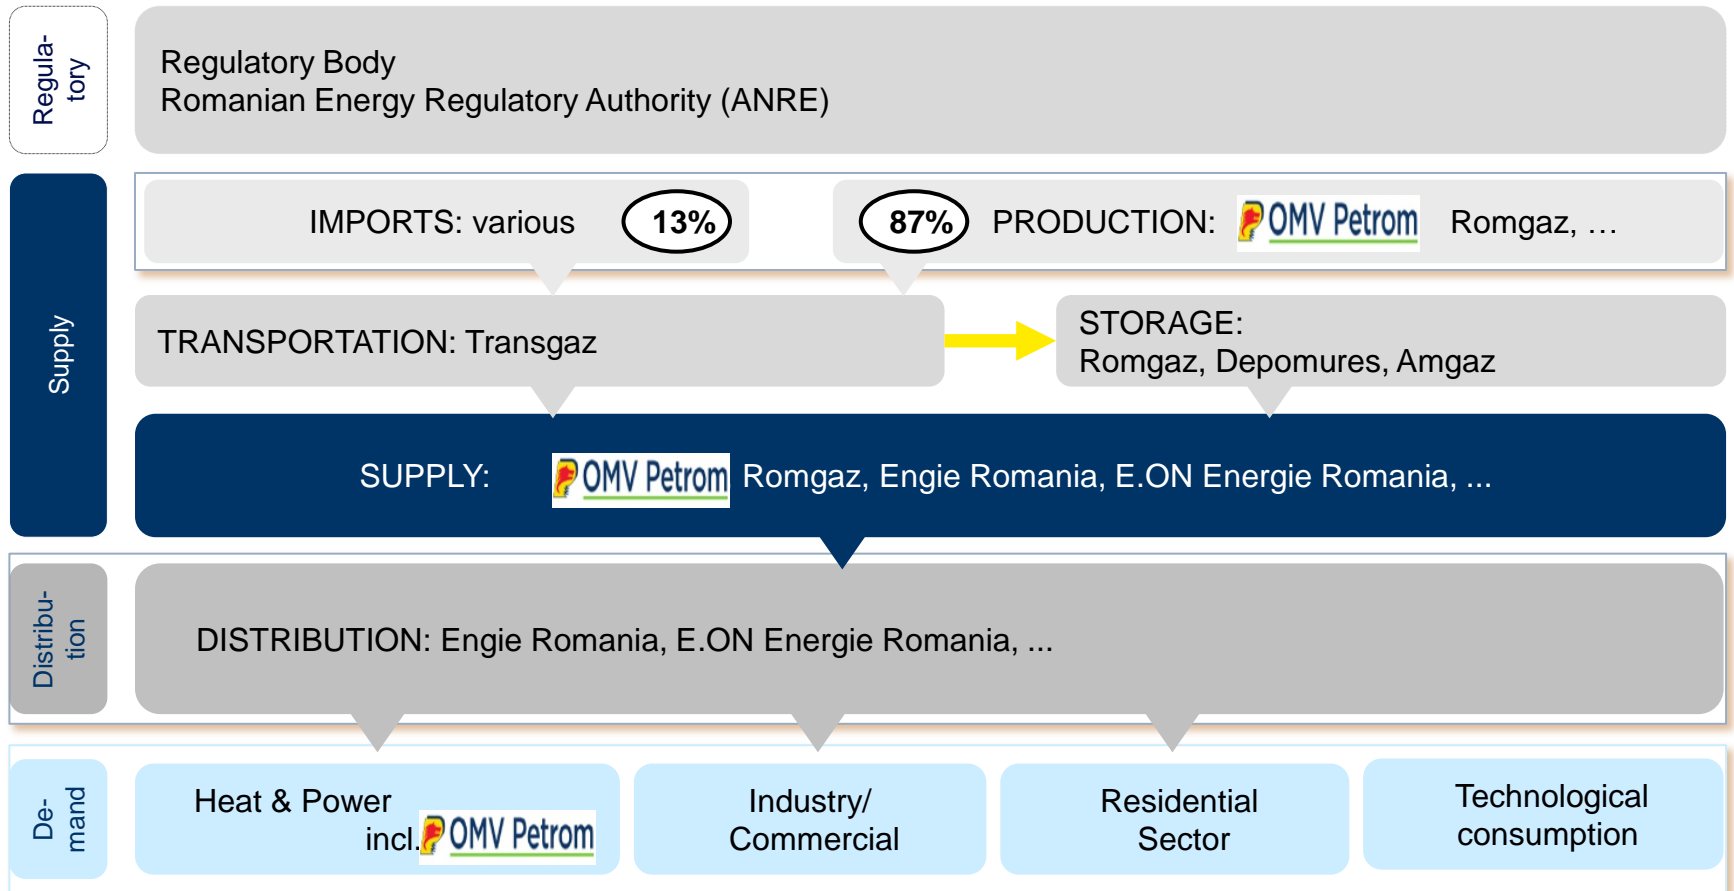 Regula-
tory
Regulatory Body
Romanian Energy Regulatory Authority (ANRE)
Supply
IMPORTS: various 13%
87% PRODUCTION: OMV Petrom Romgaz, …
TRANSPORTATION: Transgaz
STORAGE:
Romgaz, Depomures, Amgaz
SUPPLY: OMV Petrom Romgaz, Engie Romania, E.ON Energie Romania, ...
Distribu-
tion
DISTRIBUTION: Engie Romania, E.ON Energie Romania, ...
De-
mand
Heat & Power
incl. OMV Petrom
Industry/
Commercial
Residential
Sector
Technological
consumption